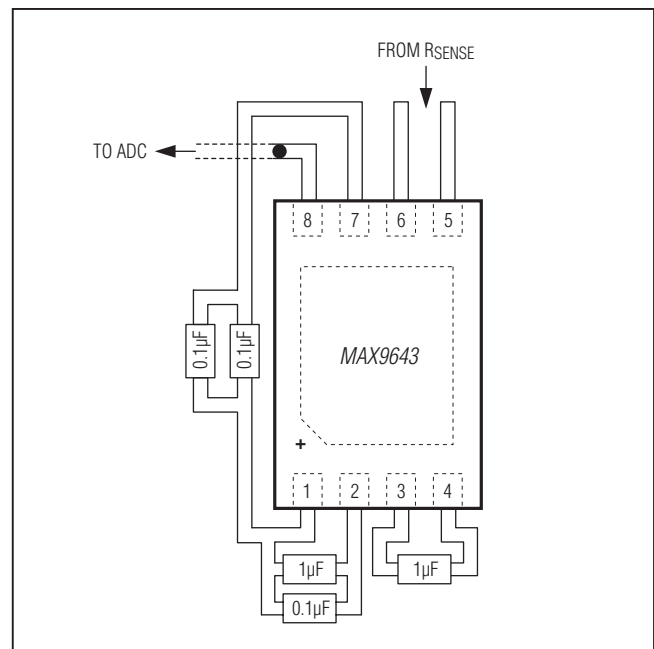 FROM RSENSE
TO ADC
8 7 6 5
0.1µF 0.1µF
MAX9643
+
1 2 3 4
1µF 1µF
0.1µF